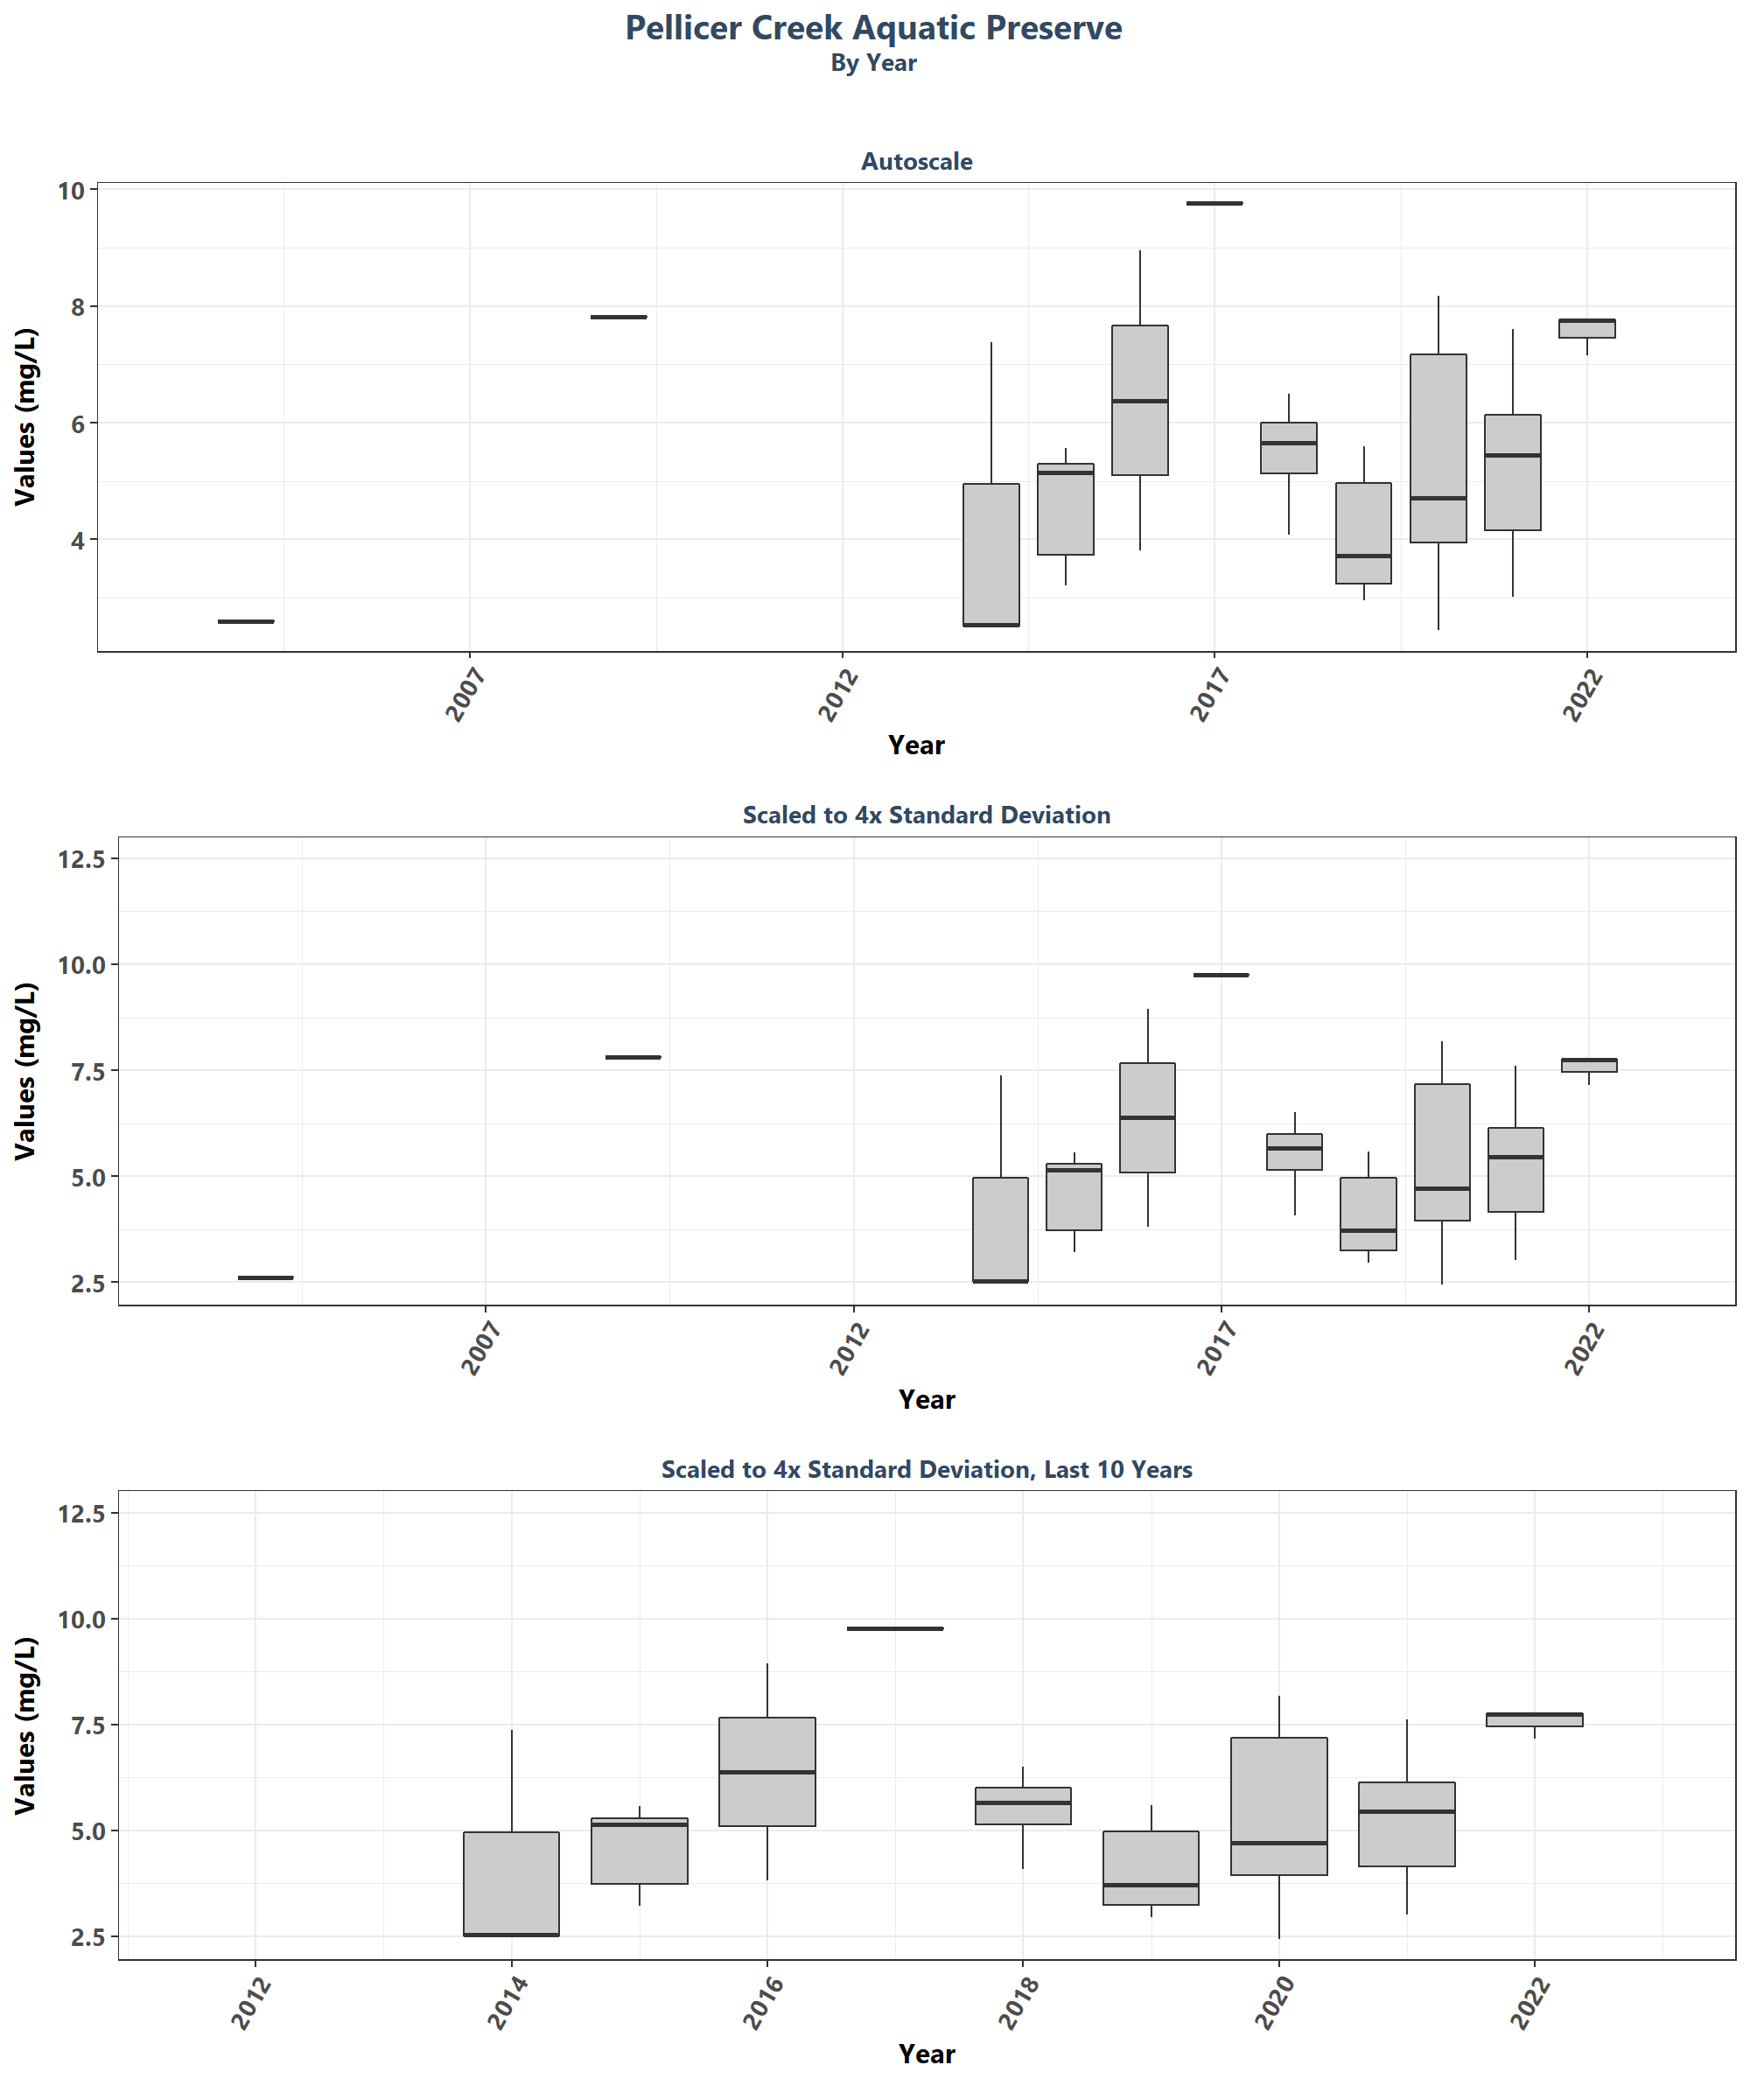 Pellicer Creek Aquatic Preserve
By Year
Autoscale
10
8
6
4
Values (mg/L)
2007 2012 2017 2022
Year
Scaled to 4x Standard Deviation
12.5
10.0
7.5
5.0
2.5
Values (mg/L)
2007 2012 2017 2022
Year
Scaled to 4x Standard Deviation, Last 10 Years
12.5
10.0
7.5
5.0
2.5
Values (mg/L)
2012 2014 2016 2018 2020 2022
Year